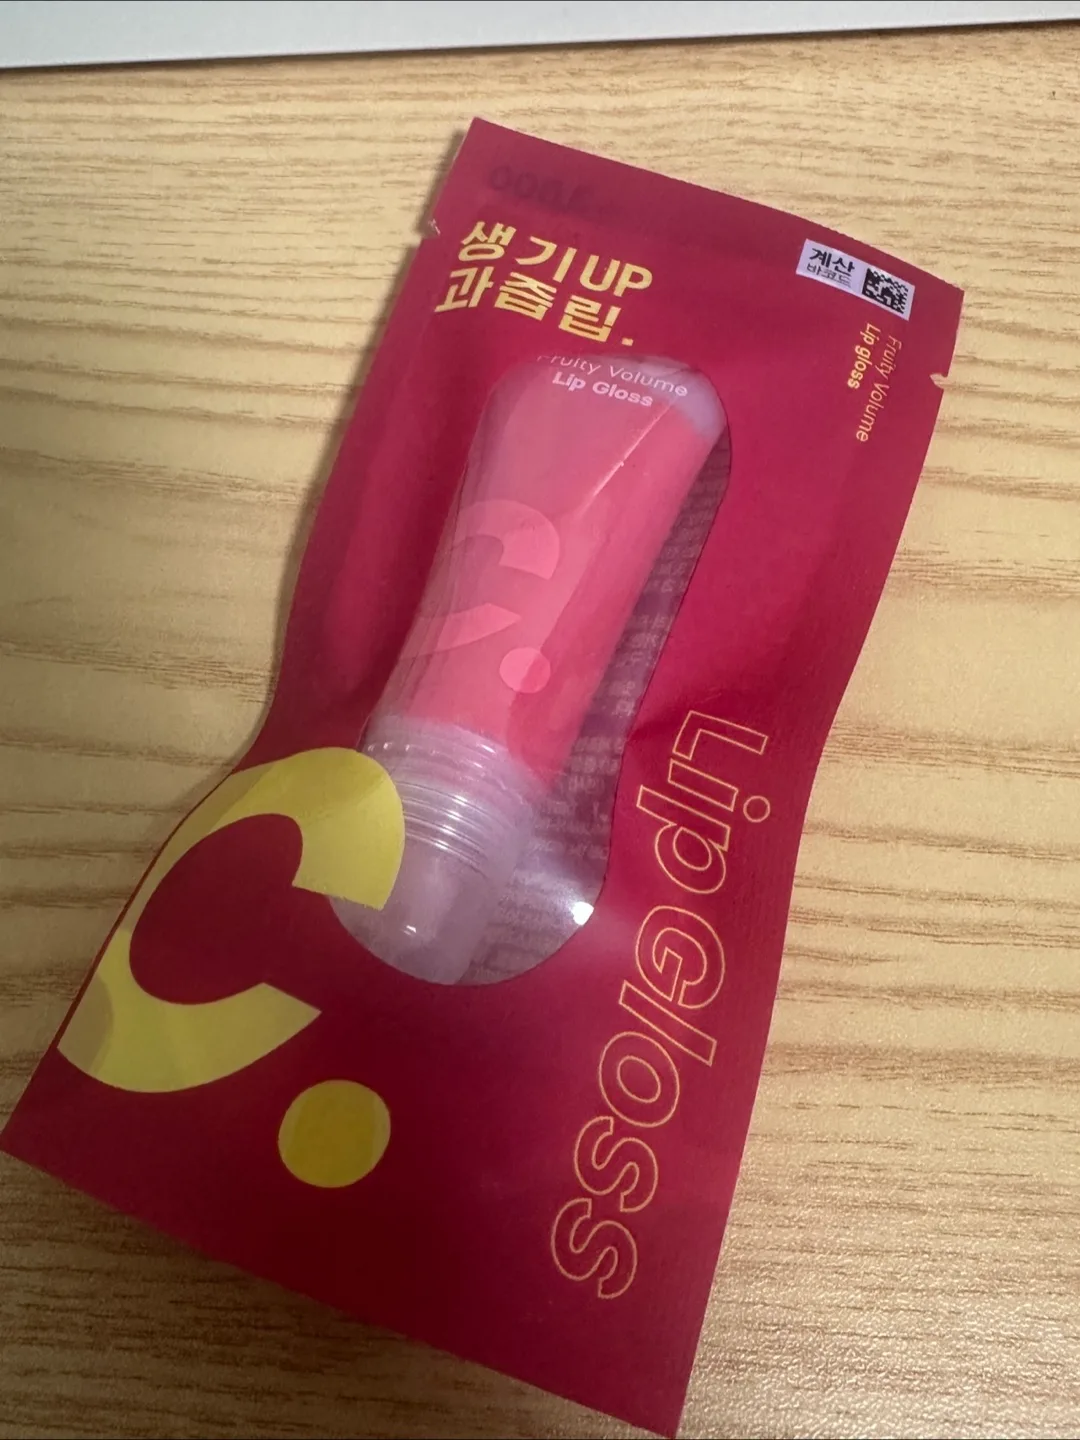 생기UP
과즙립.
Fruity Volume
Lip Gloss
계산
바코드
Fruity Volume
Lip gloss
Lip Gloss
C.
C.